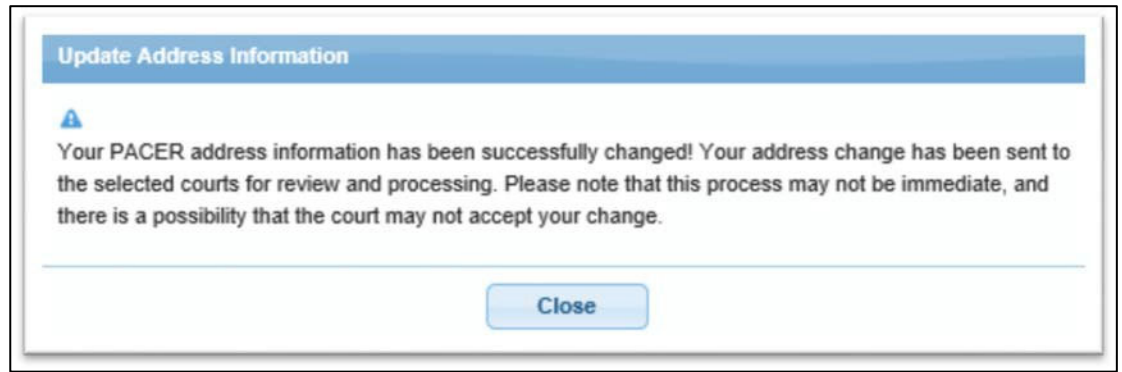 Update Address Information
Your PACER address information has been successfully changed! Your address change has been sent to
the selected courts for review and processing. Please note that this process may not be immediate, and
there is a possibility that the court may not accept your change.
Close